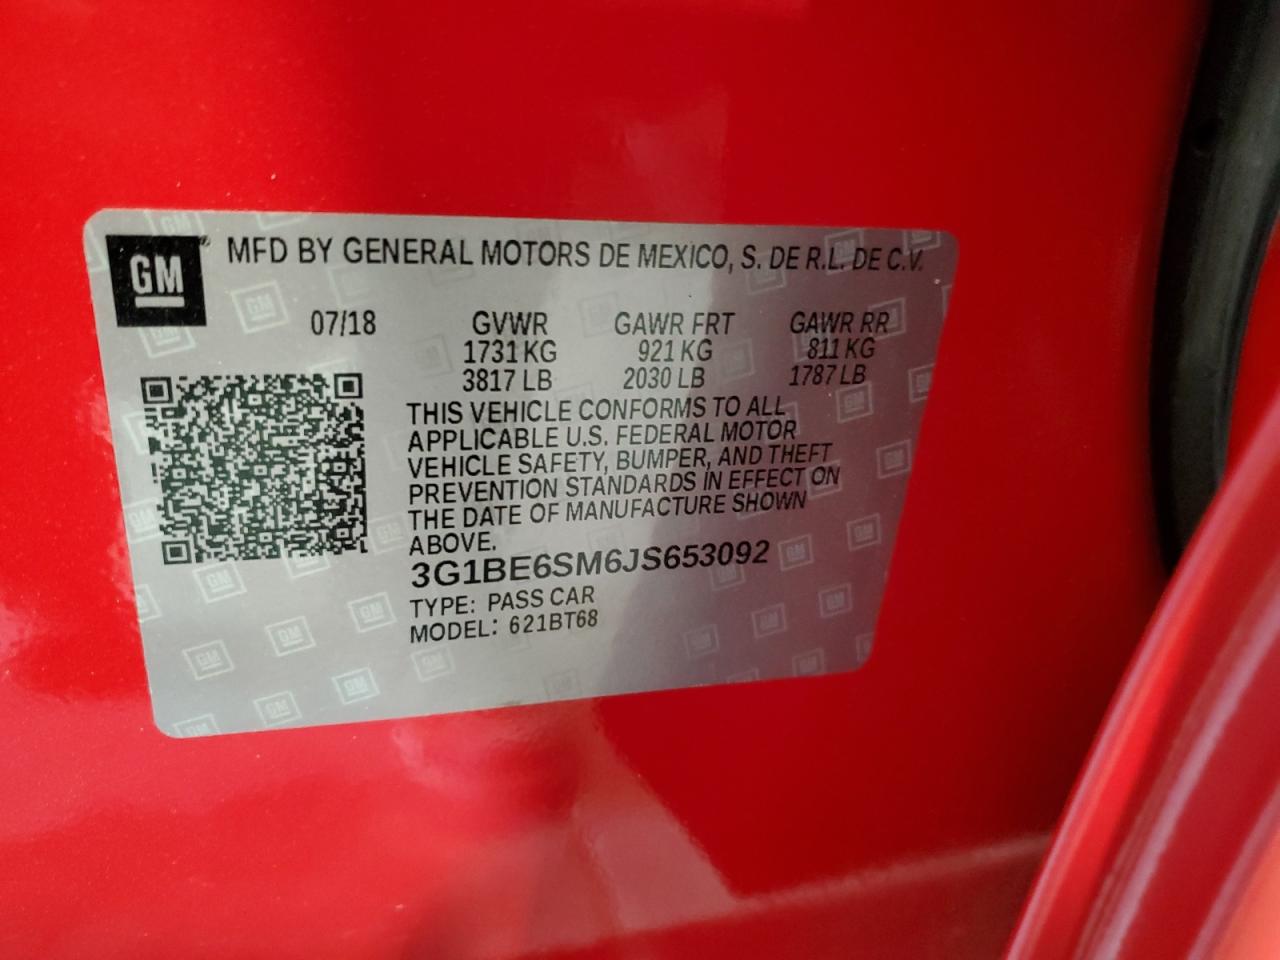 GM
MFD BY GENERAL MOTORS DE MEXICO, S. DE R.L. DE C.V.
07/18 GVWR GAWR FRT GAWR RR
1731 KG 921 KG 811 KG
3817 LB 2030 LB 1787 LB
THIS VEHICLE CONFORMS TO ALL
APPLICABLE U.S. FEDERAL MOTOR
VEHICLE SAFETY, BUMPER, AND THEFT
PREVENTION STANDARDS IN EFFECT ON
THE DATE OF MANUFACTURE SHOWN
ABOVE.
3G1BE6SM6JS653092
TYPE: PASS CAR
MODEL: 621BT68